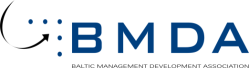 BMDA
BALTIC MANAGEMENT DEVELOPMENT ASSOCIATION